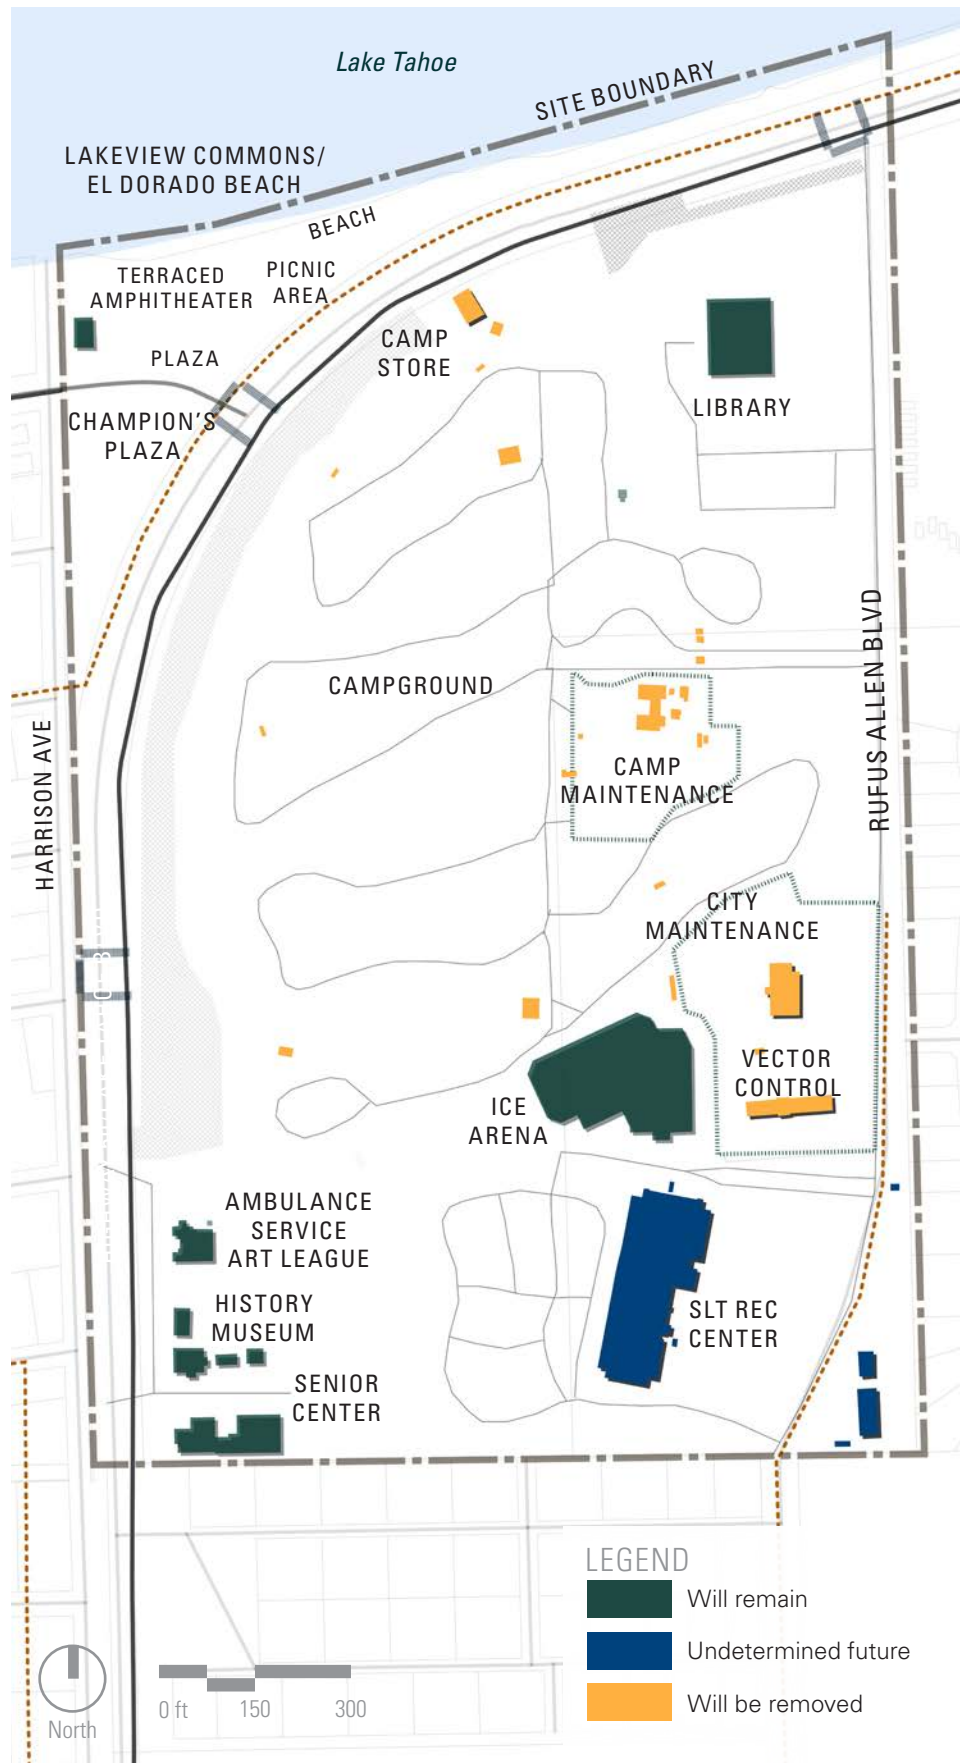 Lake Tahoe
SITE BOUNDARY
LAKEVIEW COMMONS/
EL DORADO BEACH
BEACH
TERRACED
AMPHITHEATER
PICNIC
AREA
PLAZA
CHAMPION'S
PLAZA
CAMP
STORE
LIBRARY
CAMPGROUND
HARRISON AVE
RUFUS ALLEN BLVD
CAMP
MAINTENANCE
CITY
MAINTENANCE
VECTOR
CONTROL
ICE
ARENA
AMBULANCE
SERVICE
ART LEAGUE
HISTORY
MUSEUM
SENIOR
CENTER
SLT REC
CENTER
LEGEND
Will remain
Undetermined future
Will be removed
North
0 ft 150 300